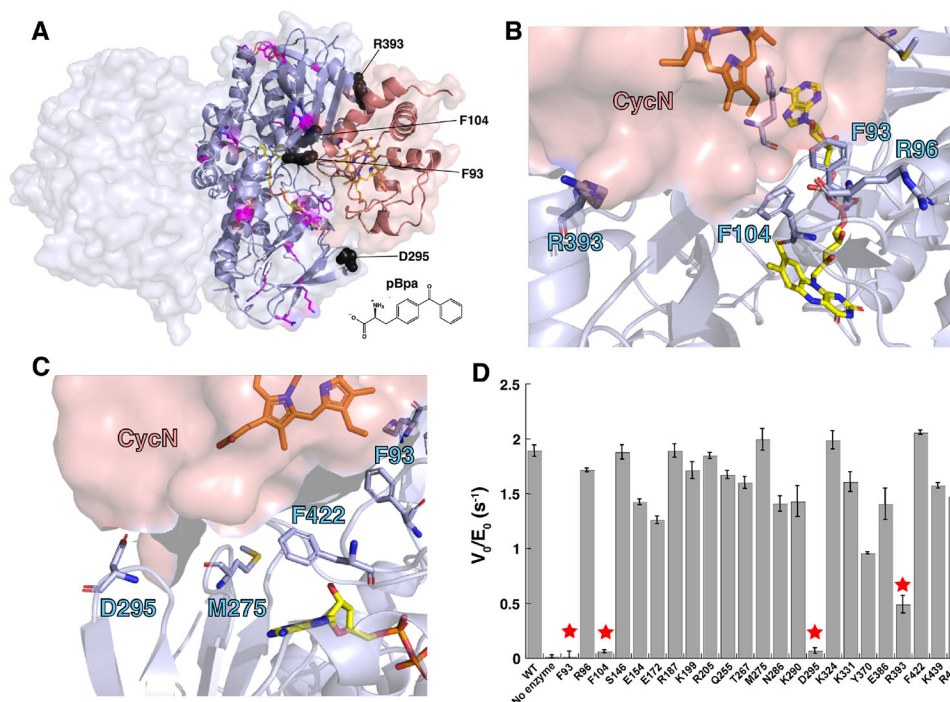 A
R393
F104
F93
D295
pBpa
NH₃
+
O
O
-
O
B
CycN
F93
R96
R393
F104
C
CycN
F93
F422
D295
M275
D
V₀/E₀ (s⁻¹)
2.5
2
1.5
1
0.5
0
WT
No enzyme
F93
R96
F104
S146
E154
E172
R187
K199
R205
Q255
T267
M275
N286
K290
D295
K324
K331
Y370
E386
R393
F422
K439